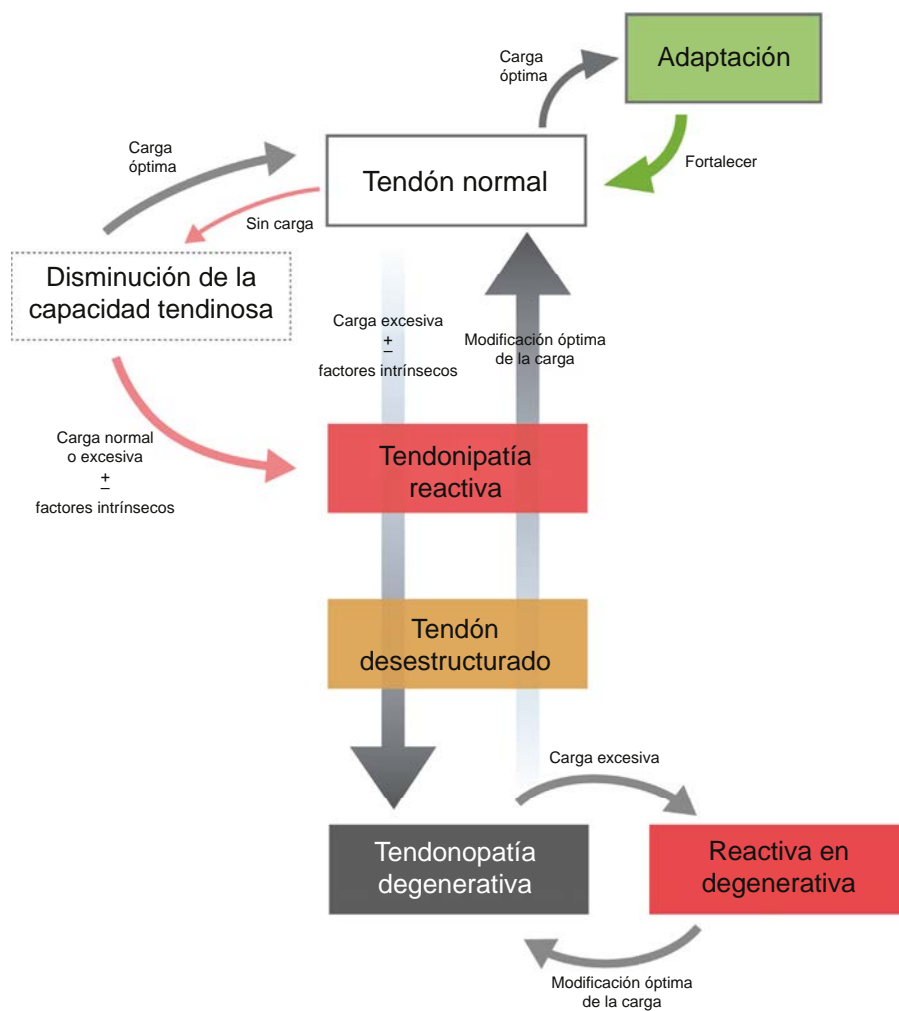 Carga
óptima
Adaptación
Fortalecer
Carga
óptima
Tendón normal
Sin carga
Disminución de la
capacidad tendinosa
Carga excesiva
±
factores intrínsecos
Modificación óptima
de la carga
Carga normal
o excesiva
±
factores intrínsecos
Tendonipatía
reactiva
Tendón
desestructurado
Carga excesiva
Tendonopatía
degenerativa
Reactiva en
degenerativa
Modificación óptima
de la carga